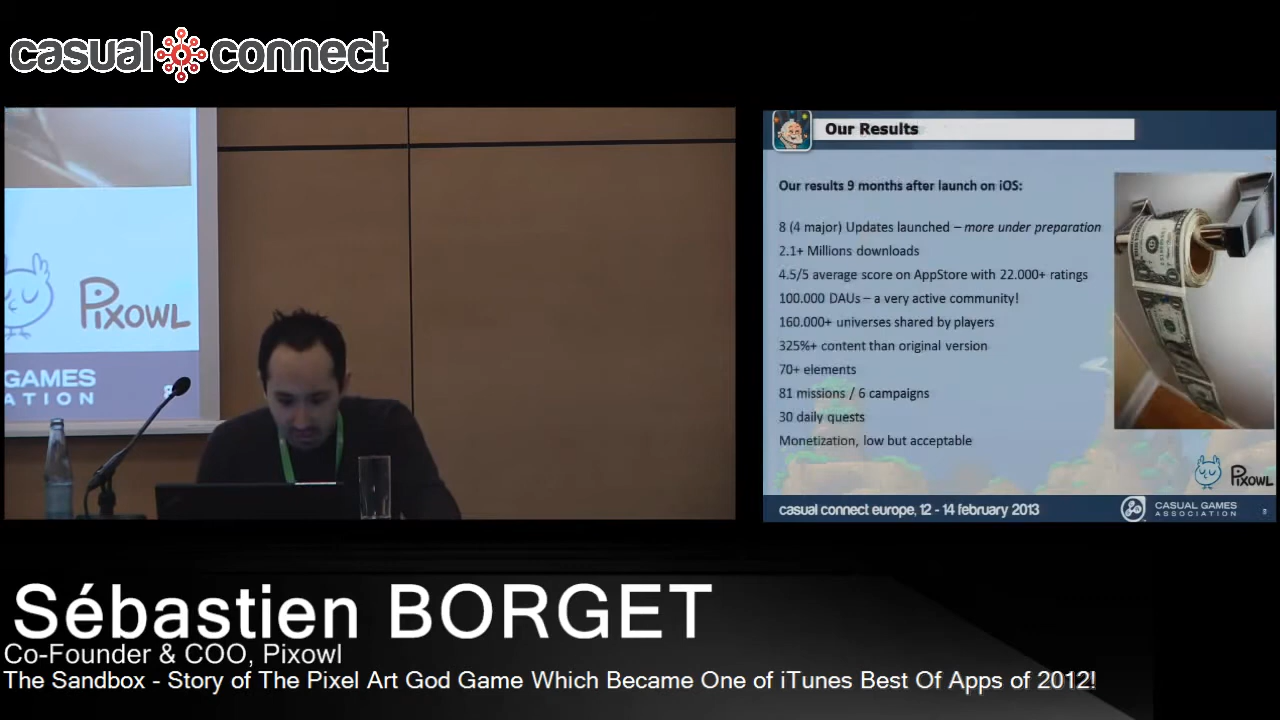 casual connect
PIXOWL
GAMES
ASSOCIATION
8
Our Results
Our results 9 months after launch on iOS:
8 (4 major) Updates launched – more under preparation
2.1+ Millions downloads
4.5/5 average score on AppStore with 22.000+ ratings
100.000 DAUs – a very active community!
160.000+ universes shared by players
325%+ content than original version
70+ elements
81 missions / 6 campaigns
30 daily quests
Monetization, low but acceptable
PIXOWL
casual connect europe, 12 - 14 february 2013
CASUAL GAMES
ASSOCIATION
8
Sébastien BORGET
Co-Founder & COO, Pixowl
The Sandbox - Story of The Pixel Art God Game Which Became One of iTunes Best Of Apps of 2012!